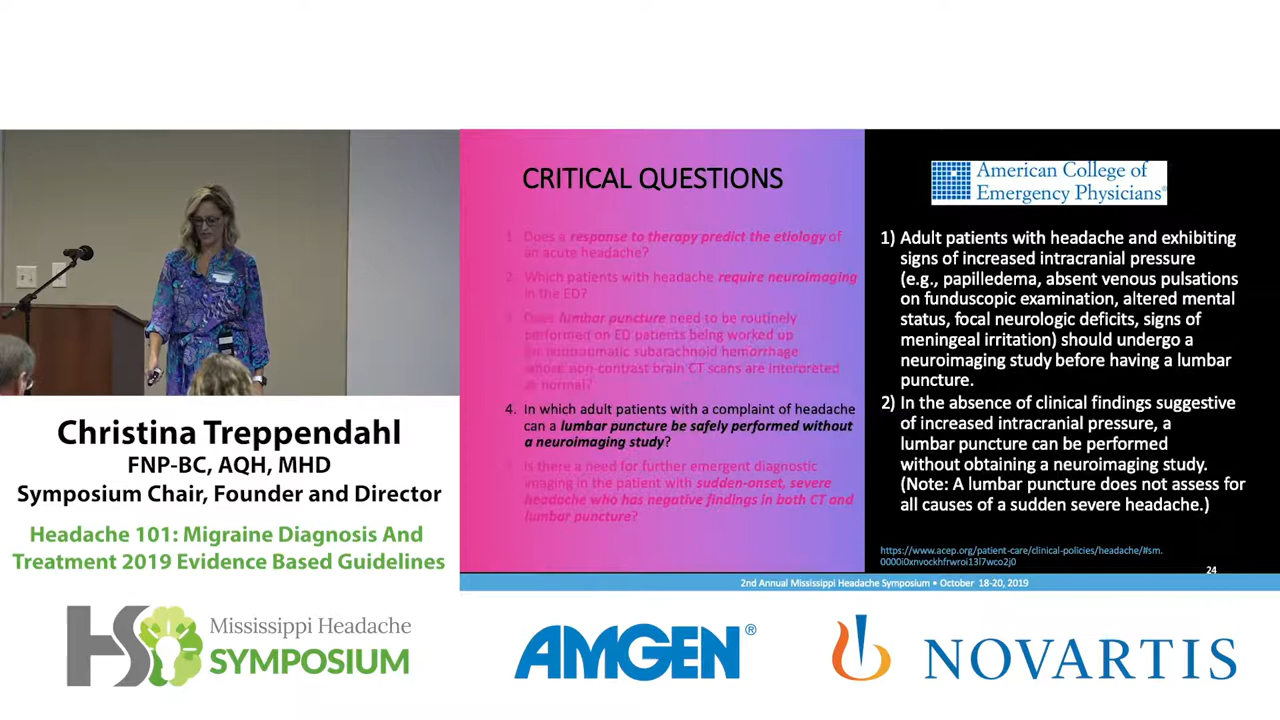 CRITICAL QUESTIONS
1. Does a response to therapy predict the etiology of
an acute headache?
2. Which patients with headache require neuroimaging
in the ED?
3. Does lumbar puncture need to be routinely
performed on ED patients being worked up
for nontraumatic subarachnoid hemorrhage
whose non-contrast brain CT scans are interpreted
as normal?
4. In which adult patients with a complaint of headache
can a lumbar puncture be safely performed without
a neuroimaging study?
5. Is there a need for further emergent diagnostic
imaging in the patient with sudden-onset, severe
headache who has negative findings in both CT and
lumbar puncture?
American College of
Emergency Physicians®
1) Adult patients with headache and exhibiting
signs of increased intracranial pressure
(e.g., papilledema, absent venous pulsations
on funduscopic examination, altered mental
status, focal neurologic deficits, signs of
meningeal irritation) should undergo a
neuroimaging study before having a lumbar
puncture.
2) In the absence of clinical findings suggestive
of increased intracranial pressure, a
lumbar puncture can be performed
without obtaining a neuroimaging study.
(Note: A lumbar puncture does not assess for
all causes of a sudden severe headache.)
https://www.acep.org/patient-care/clinical-policies/headache/#sm.
0000i0xnvockhfrwroi13l7wco2j0
24
2nd Annual Mississippi Headache Symposium • October 18-20, 2019
Christina Treppendahl
FNP-BC, AQH, MHD
Symposium Chair, Founder and Director
Headache 101: Migraine Diagnosis And
Treatment 2019 Evidence Based Guidelines
HS
Mississippi Headache
SYMPOSIUM
AMGEN®
NOVARTIS